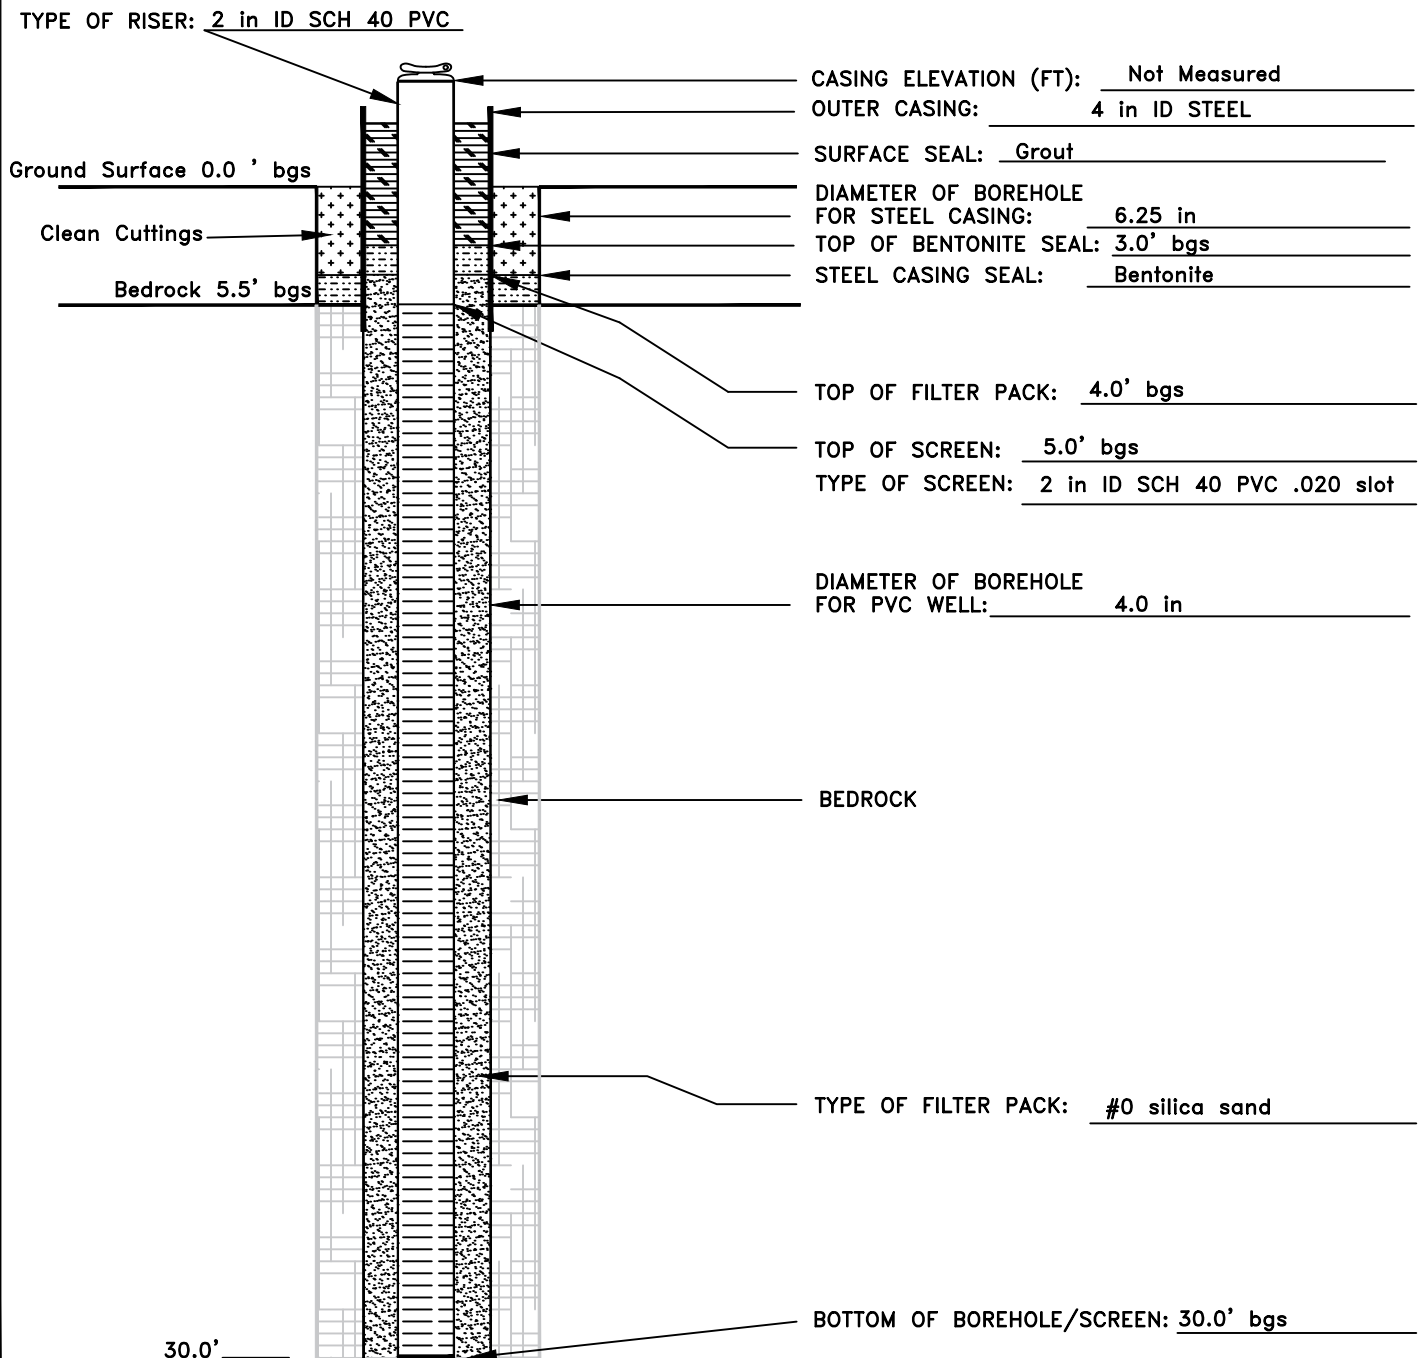 TYPE OF RISER: 2 in ID SCH 40 PVC
CASING ELEVATION (FT): Not Measured
OUTER CASING: 4 in ID STEEL
SURFACE SEAL: Grout
Ground Surface 0.0 ' bgs
DIAMETER OF BOREHOLE
FOR STEEL CASING: 6.25 in
Clean Cuttings
TOP OF BENTONITE SEAL: 3.0' bgs
STEEL CASING SEAL: Bentonite
Bedrock 5.5' bgs
TOP OF FILTER PACK: 4.0' bgs
TOP OF SCREEN: 5.0' bgs
TYPE OF SCREEN: 2 in ID SCH 40 PVC .020 slot
DIAMETER OF BOREHOLE
FOR PVC WELL: 4.0 in
BEDROCK
TYPE OF FILTER PACK: #0 silica sand
BOTTOM OF BOREHOLE/SCREEN: 30.0' bgs
30.0'